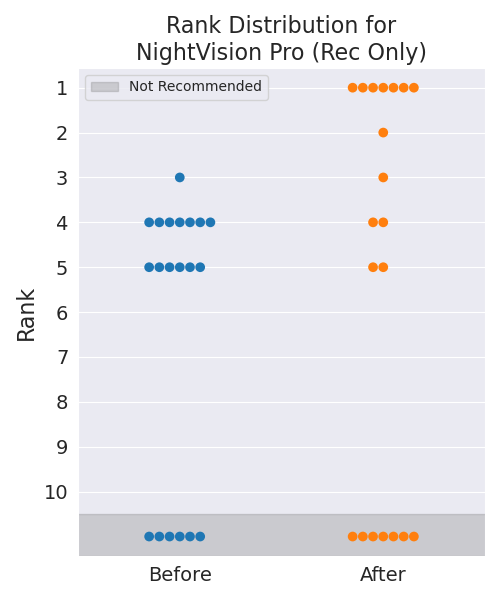 Rank Distribution for
NightVision Pro (Rec Only)
Not Recommended
Rank
1
2
3
4
5
6
7
8
9
10
Before After